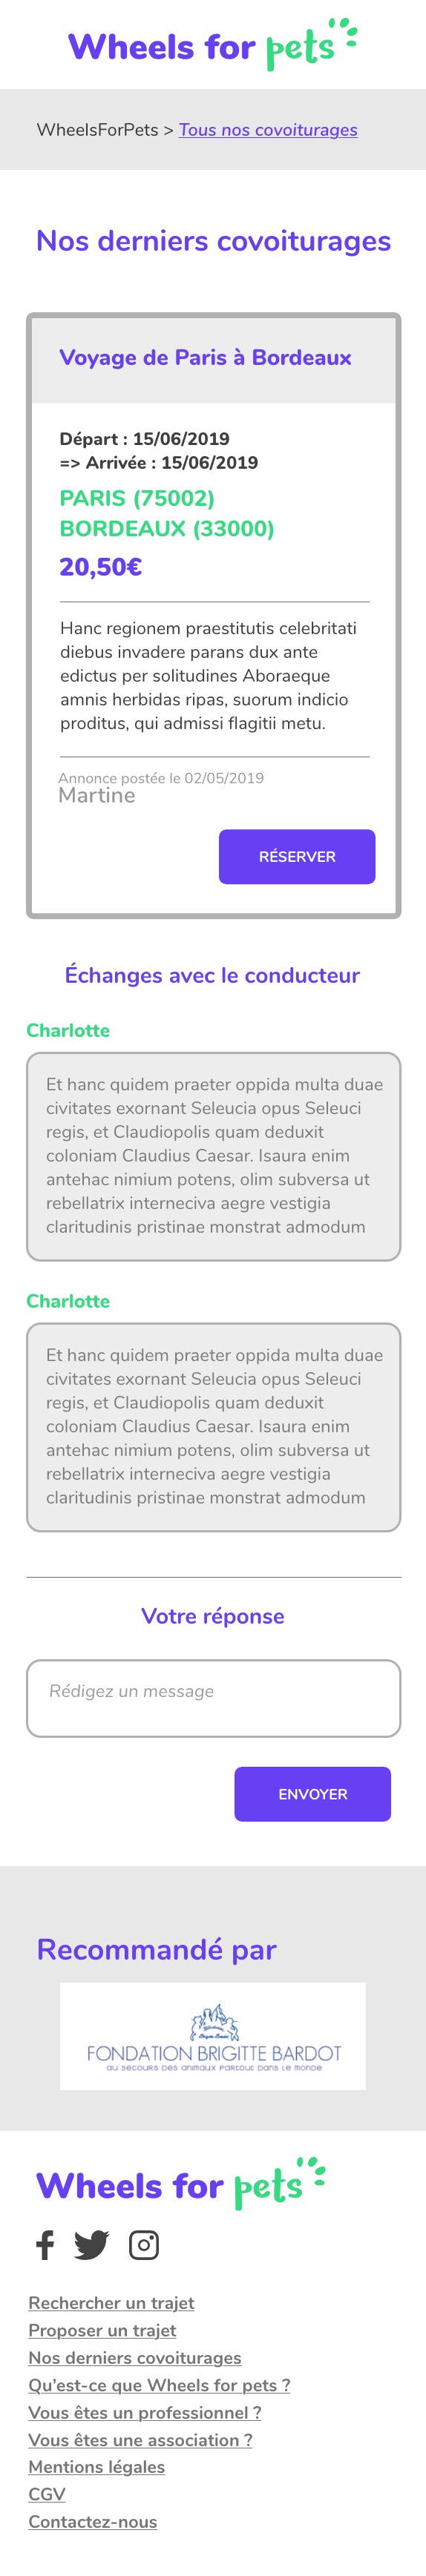 Wheels for pets
WheelsForPets > Tous nos covoiturages
Nos derniers covoiturages
Voyage de Paris à Bordeaux
Départ : 15/06/2019
=> Arrivée : 15/06/2019
PARIS (75002)
BORDEAUX (33000)
20,50€
Hanc regionem praestitutis celebritati
diebus invadere parans dux ante
edictus per solitudines Aboraeque
amnis herbidas ripas, suorum indicio
proditus, qui admissi flagitii metu.
Annonce postée le 02/05/2019
Martine
RÉSERVER
Échanges avec le conducteur
Charlotte
Et hanc quidem praeter oppida multa duae
civitates exornant Seleucia opus Seleuci
regis, et Claudiopolis quam deduxit
coloniam Claudius Caesar. Isaura enim
antehac nimium potens, olim subversa ut
rebellatrix interneciva aegre vestigia
claritudinis pristinae monstrat admodum
Charlotte
Et hanc quidem praeter oppida multa duae
civitates exornant Seleucia opus Seleuci
regis, et Claudiopolis quam deduxit
coloniam Claudius Caesar. Isaura enim
antehac nimium potens, olim subversa ut
rebellatrix interneciva aegre vestigia
claritudinis pristinae monstrat admodum
Votre réponse
Rédigez un message
ENVOYER
Recommandé par
FONDATION BRIGITTE BARDOT
au secours des animaux partout dans le monde
Wheels for pets
Rechercher un trajet
Proposer un trajet
Nos derniers covoiturages
Qu'est-ce que Wheels for pets ?
Vous êtes un professionnel ?
Vous êtes une association ?
Mentions légales
CGV
Contactez-nous